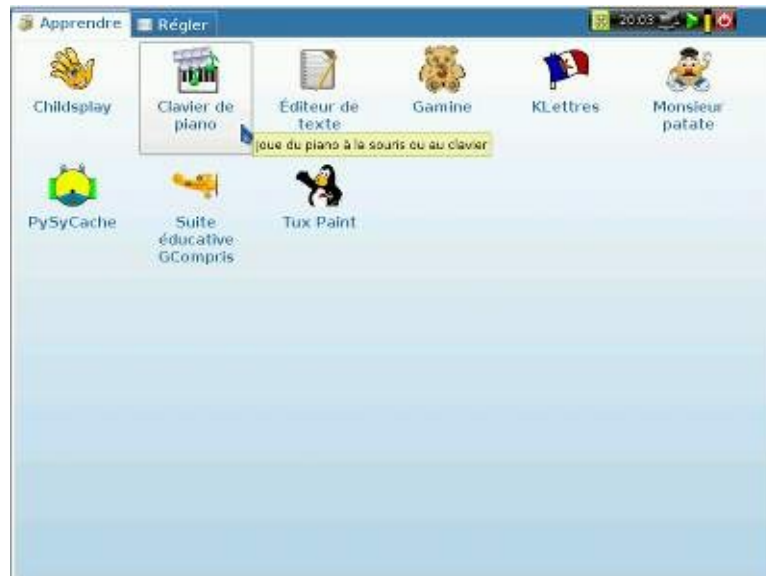 Apprendre Régler 20:03
Childsplay Clavier de piano Éditeur de texte Gamine KLettres Monsieur patate
joue du piano à la souris ou au clavier
PySyCache Suite éducative GCompris Tux Paint